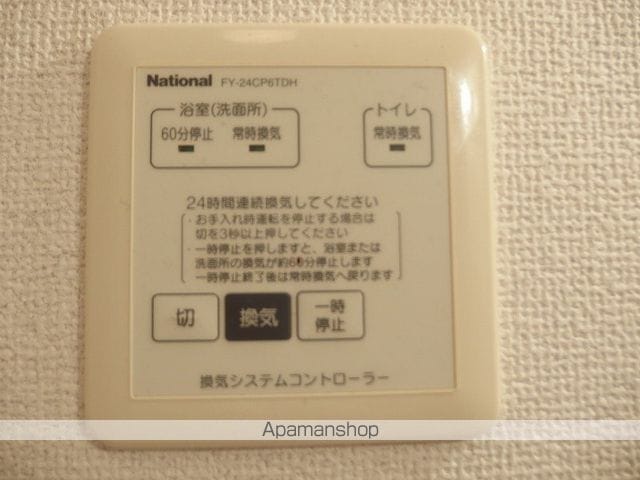 National FY-24CP6TDH
浴室(洗面所) トイレ
60分停止 常時換気 常時換気
24時間連続換気してください
・お手入れ時運転を停止する場合は
切を3秒以上押してください
・一時停止を押しますと、浴室または
洗面所の換気が約60分停止します
一時停止終了後は常時換気へ戻ります
切 換気 一時
停止
換気システムコントローラー
Apamanshop